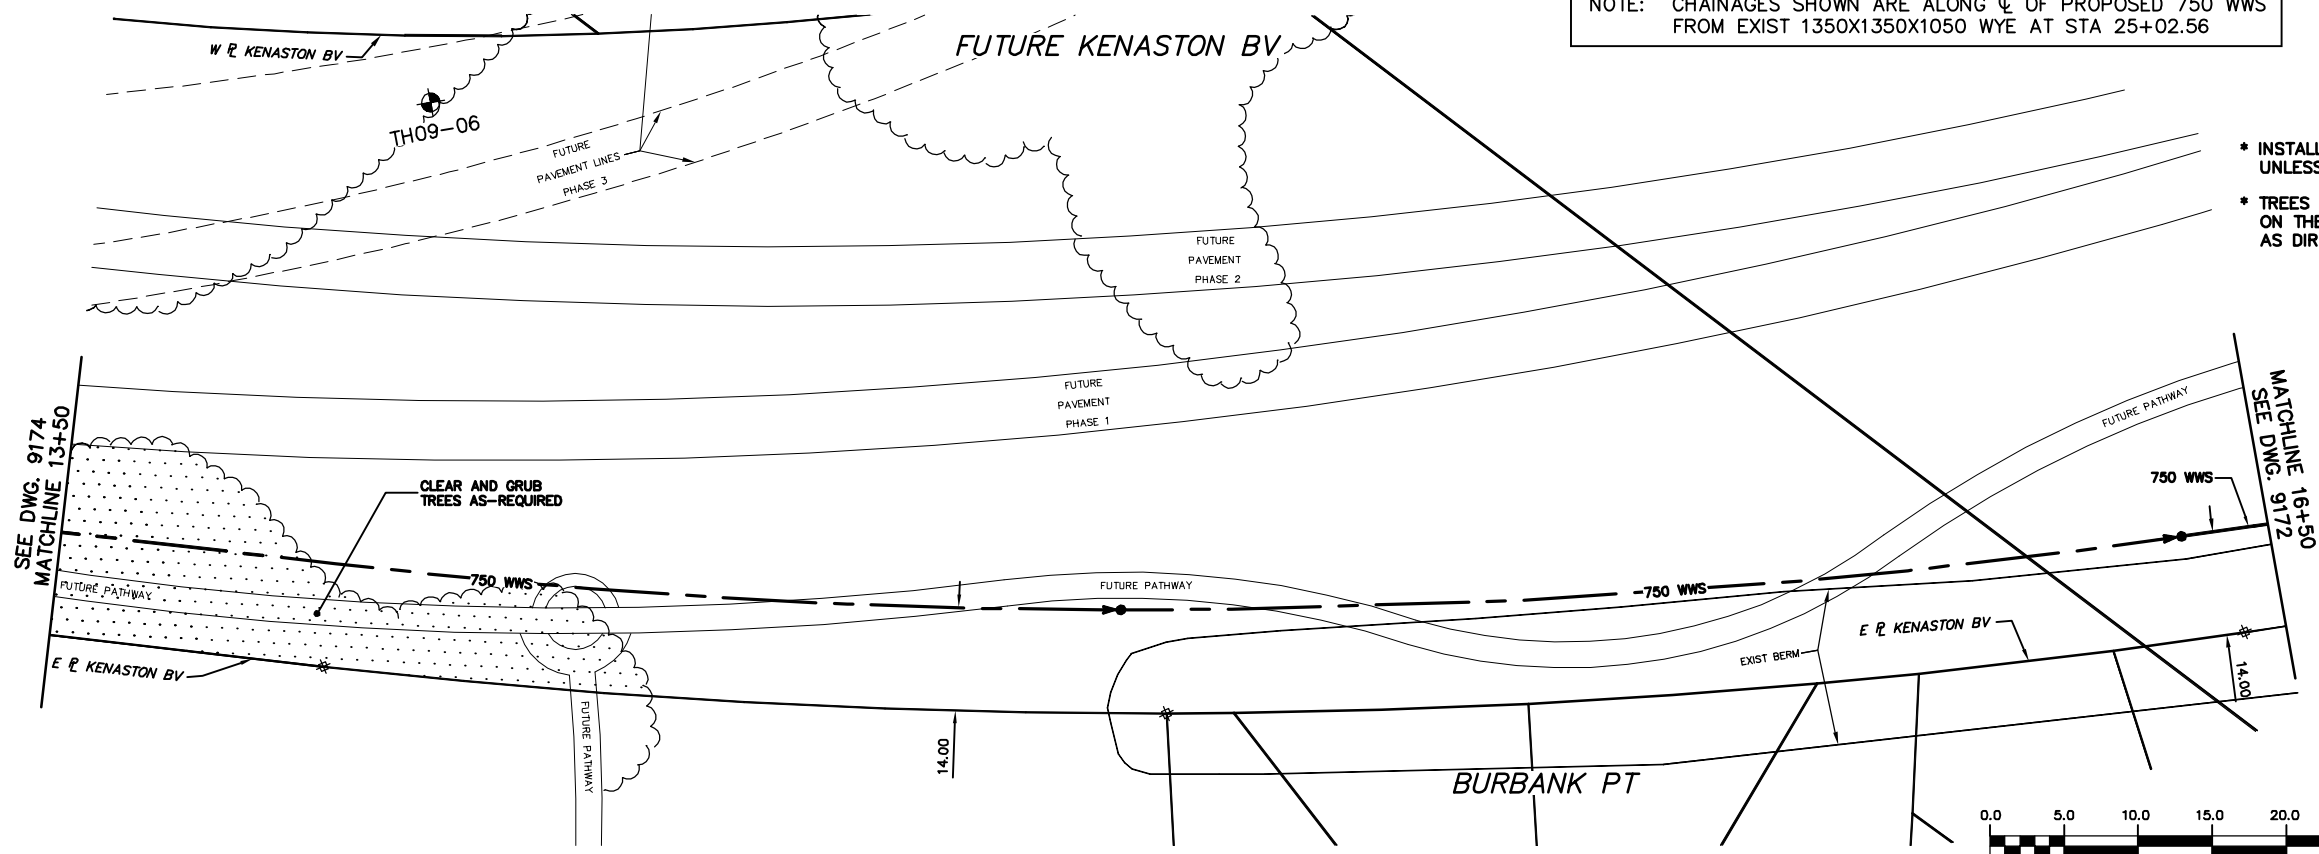 NOTE: CHAINAGES SHOWN ARE ALONG ℄ OF PROPOSED 750 WWS
FROM EXIST 1350X1350X1050 WYE AT STA 25+02.56
W ⅊ KENASTON BV
FUTURE KENASTON BV
TH09-06
FUTURE
PAVEMENT LINES
PHASE 3
* INSTALL
UNLESS
* TREES
ON THE
AS DIR
FUTURE
PAVEMENT
PHASE 2
FUTURE
PAVEMENT
PHASE 1
SEE DWG. 9174
MATCHLINE 13+50
CLEAR AND GRUB
TREES AS-REQUIRED
FUTURE PATHWAY
MATCHLINE 16+50
SEE DWG. 9172
750 WWS
750 WWS
FUTURE PATHWAY
FUTURE PATHWAY
750 WWS
E ⅊ KENASTON BV
E ⅊ KENASTON BV
EXIST BERM
14.00
FUTURE PATHWAY
14.00
BURBANK PT
0.0 5.0 10.0 15.0 20.0